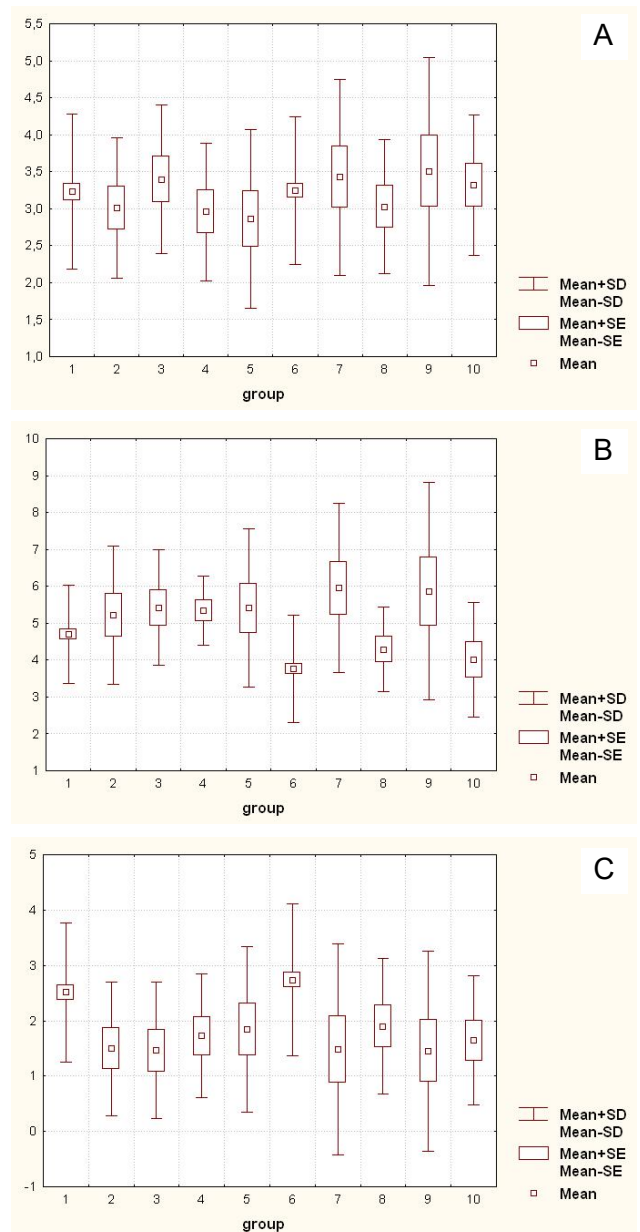 A
5,5
5,0
4,5
4,0
3,5
3,0
2,5
2,0
1,5
1,0
1 2 3 4 5 6 7 8 9 10
group
Mean+SD
Mean-SD
Mean+SE
Mean-SE
Mean
B
10
9
8
7
6
5
4
3
2
1
1 2 3 4 5 6 7 8 9 10
group
Mean+SD
Mean-SD
Mean+SE
Mean-SE
Mean
C
5
4
3
2
1
0
-1
1 2 3 4 5 6 7 8 9 10
group
Mean+SD
Mean-SD
Mean+SE
Mean-SE
Mean